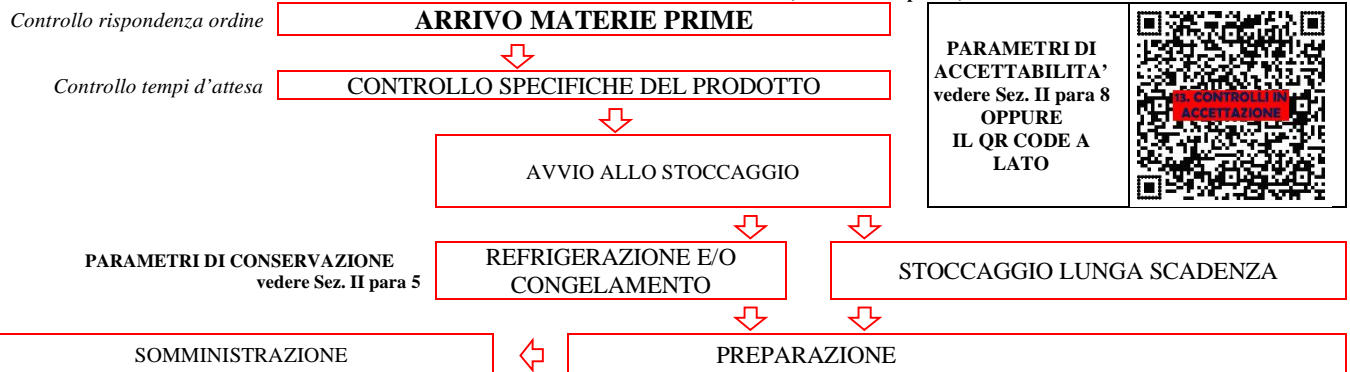 Controllo rispondenza ordine
ARRIVO MATERIE PRIME
Controllo tempi d'attesa
CONTROLLO SPECIFICHE DEL PRODOTTO
PARAMETRI DI
ACCETTABILITA'
vedere Sez. II para 8
OPPURE
IL QR CODE A
LATO
13. CONTROLLI IN
ACCETTAZIONE
AVVIO ALLO STOCCAGGIO
PARAMETRI DI CONSERVAZIONE
vedere Sez. II para 5
REFRIGERAZIONE E/O
CONGELAMENTO
STOCCAGGIO LUNGA SCADENZA
SOMMINISTRAZIONE
PREPARAZIONE